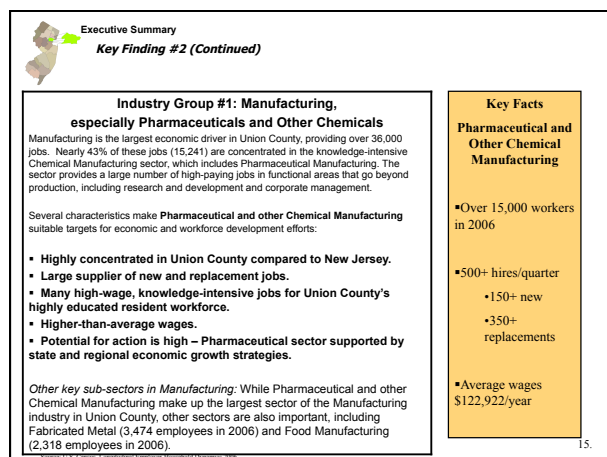 Executive Summary
Key Finding #2 (Continued)
Industry Group #1: Manufacturing,
especially Pharmaceuticals and Other Chemicals
Manufacturing is the largest economic driver in Union County, providing over 36,000
jobs. Nearly 43% of these jobs (15,241) are concentrated in the knowledge-intensive
Chemical Manufacturing sector, which includes Pharmaceutical Manufacturing. The
sector provides a large number of high-paying jobs in functional areas that go beyond
production, including research and development and corporate management.
Several characteristics make Pharmaceutical and other Chemical Manufacturing
suitable targets for economic and workforce development efforts:
▪ Highly concentrated in Union County compared to New Jersey.
▪ Large supplier of new and replacement jobs.
▪ Many high-wage, knowledge-intensive jobs for Union County's
highly educated resident workforce.
▪ Higher-than-average wages.
▪ Potential for action is high – Pharmaceutical sector supported by
state and regional economic growth strategies.
Other key sub-sectors in Manufacturing: While Pharmaceutical and other
Chemical Manufacturing make up the largest sector of the Manufacturing
industry in Union County, other sectors are also important, including
Fabricated Metal (3,474 employees in 2006) and Food Manufacturing
(2,318 employees in 2006).
Key Facts
Pharmaceutical and
Other Chemical
Manufacturing
▪Over 15,000 workers
in 2006
▪500+ hires/quarter
•150+ new
•350+
replacements
▪Average wages
$122,922/year
15.